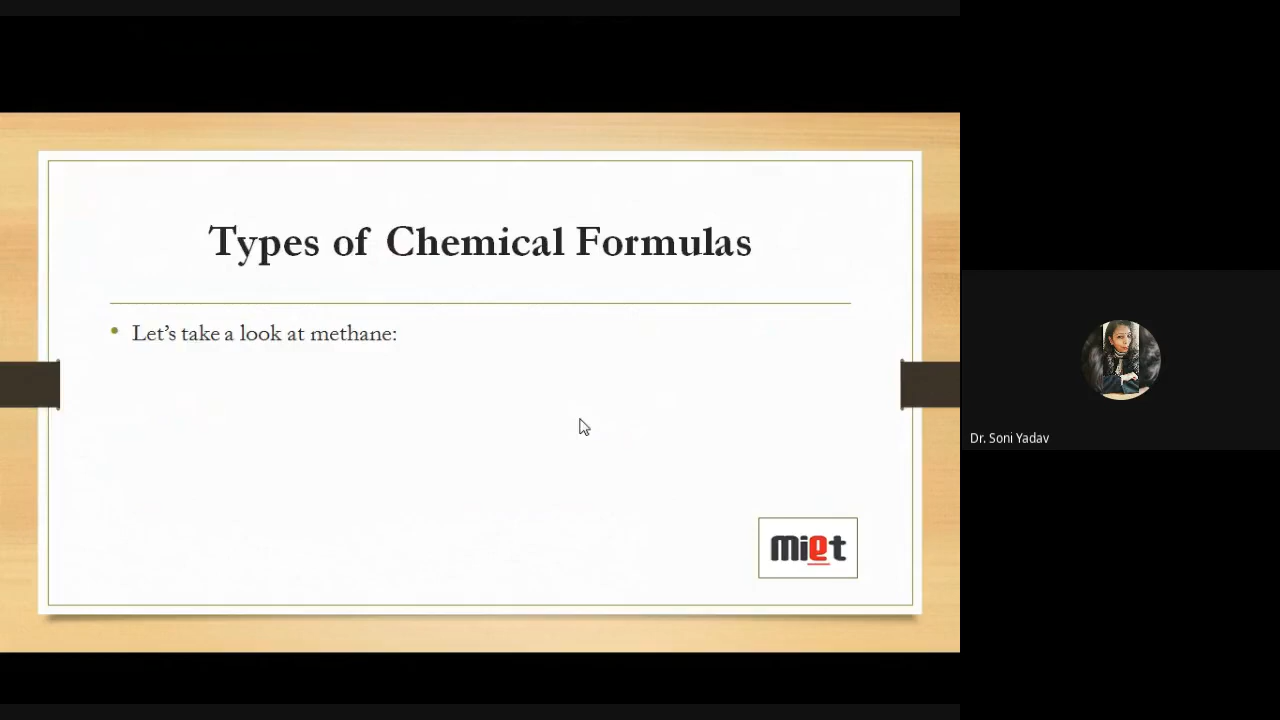 Types of Chemical Formulas
Let's take a look at methane:
miet
Dr. Soni Yadav